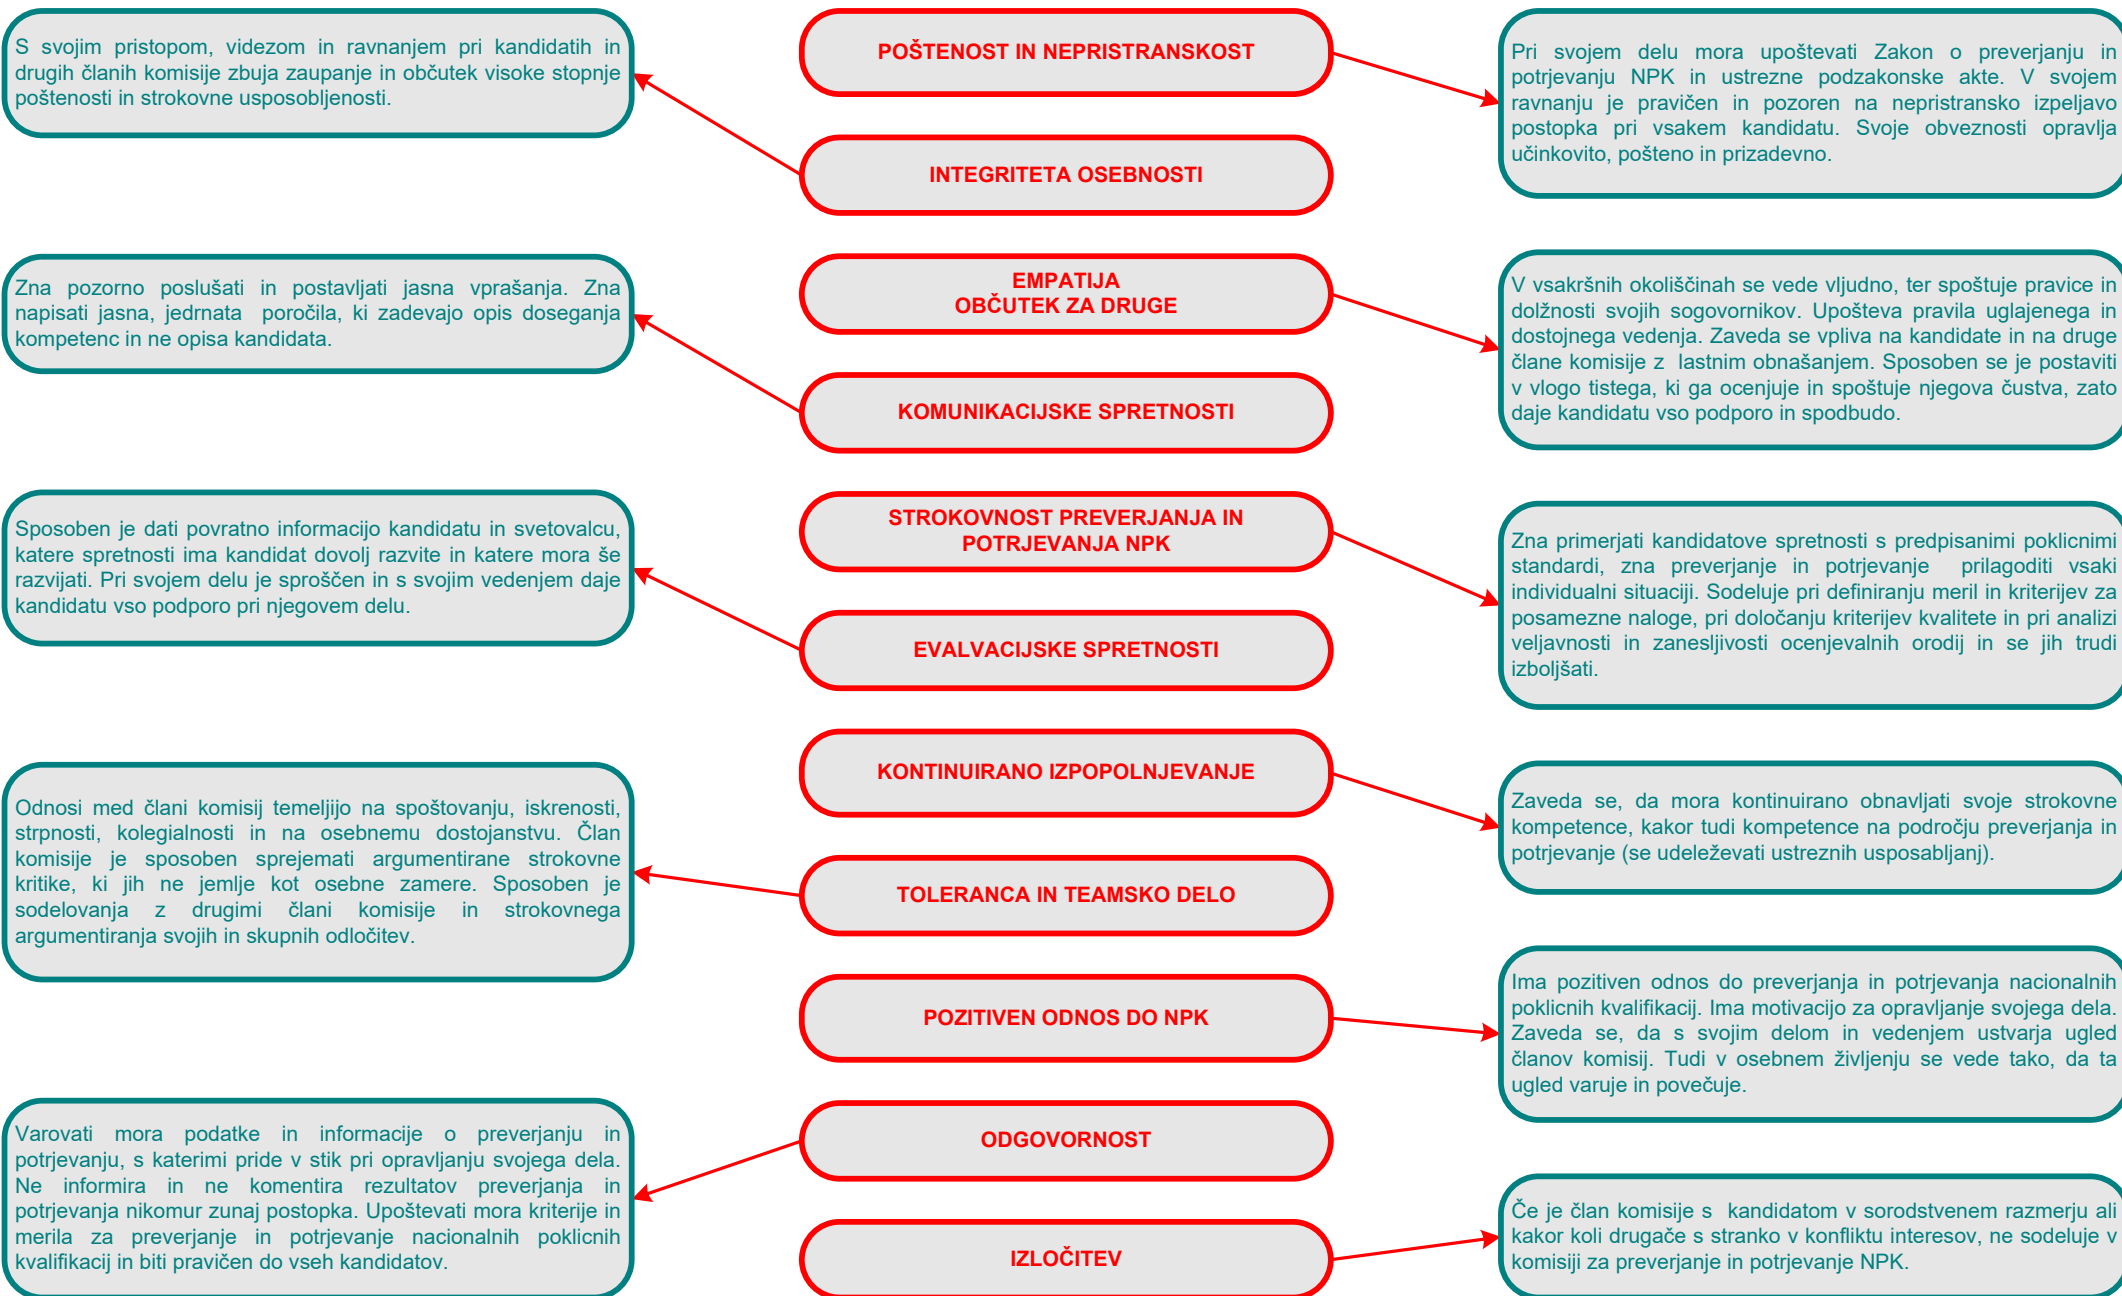 S svojim pristopom, videzom in ravnanjem pri kandidatih in
drugih članih komisije zbuja zaupanje in občutek visoke stopnje
poštenosti in strokovne usposobljenosti.
Zna pozorno poslušati in postavljati jasna vprašanja. Zna
napisati jasna, jedrnata poročila, ki zadevajo opis doseganja
kompetenc in ne opisa kandidata.
Sposoben je dati povratno informacijo kandidatu in svetovalcu,
katere spretnosti ima kandidat dovolj razvite in katere mora še
razvijati. Pri svojem delu je sproščen in s svojim vedenjem daje
kandidatu vso podporo pri njegovem delu.
Odnosi med člani komisij temeljijo na spoštovanju, iskrenosti,
strpnosti, kolegialnosti in na osebnemu dostojanstvu. Član
komisije je sposoben sprejemati argumentirane strokovne
kritike, ki jih ne jemlje kot osebne zamere. Sposoben je
sodelovanja z drugimi člani komisije in strokovnega
argumentiranja svojih in skupnih odločitev.
Varovati mora podatke in informacije o preverjanju in
potrjevanju, s katerimi pride v stik pri opravljanju svojega dela.
Ne informira in ne komentira rezultatov preverjanja in
potrjevanja nikomur zunaj postopka. Upoštevati mora kriterije in
merila za preverjanje in potrjevanje nacionalnih poklicnih
kvalifikacij in biti pravičen do vseh kandidatov.
POŠTENOST IN NEPRISTRANSKOST
INTEGRITETA OSEBNOSTI
EMPATIJA
OBČUTEK ZA DRUGE
KOMUNIKACIJSKE SPRETNOSTI
STROKOVNOST PREVERJANJA IN
POTRJEVANJA NPK
EVALVACIJSKE SPRETNOSTI
KONTINUIRANO IZPOPOLNJEVANJE
TOLERANCA IN TEAMSKO DELO
POZITIVEN ODNOS DO NPK
ODGOVORNOST
IZLOČITEV
Pri svojem delu mora upoštevati Zakon o preverjanju in
potrjevanju NPK in ustrezne podzakonske akte. V svojem
ravnanju je pravičen in pozoren na nepristransko izpeljavo
postopka pri vsakem kandidatu. Svoje obveznosti opravlja
učinkovito, pošteno in prizadevno.
V vsakršnih okoliščinah se vede vljudno, ter spoštuje pravice in
dolžnosti svojih sogovornikov. Upošteva pravila uglajenega in
dostojnega vedenja. Zaveda se vpliva na kandidate in na druge
člane komisije z lastnim obnašanjem. Sposoben se je postaviti
v vlogo tistega, ki ga ocenjuje in spoštuje njegova čustva, zato
daje kandidatu vso podporo in spodbudo.
Zna primerjati kandidatove spretnosti s predpisanimi poklicnimi
standardi, zna preverjanje in potrjevanje prilagoditi vsaki
individualni situaciji. Sodeluje pri definiranju meril in kriterijev za
posamezne naloge, pri določanju kriterijev kvalitete in pri analizi
veljavnosti in zanesljivosti ocenjevalnih orodij in se jih trudi
izboljšati.
Zaveda se, da mora kontinuirano obnavljati svoje strokovne
kompetence, kakor tudi kompetence na področju preverjanja in
potrjevanje (se udeleževati ustreznih usposabljanj).
Ima pozitiven odnos do preverjanja in potrjevanja nacionalnih
poklicnih kvalifikacij. Ima motivacijo za opravljanje svojega dela.
Zaveda se, da s svojim delom in vedenjem ustvarja ugled
članov komisij. Tudi v osebnem življenju se vede tako, da ta
ugled varuje in povečuje.
Če je član komisije s kandidatom v sorodstvenem razmerju ali
kakor koli drugače s stranko v konfliktu interesov, ne sodeluje v
komisiji za preverjanje in potrjevanje NPK.